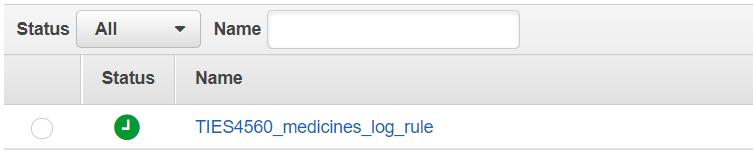 Status All Name
Status Name
TIES4560_medicines_log_rule